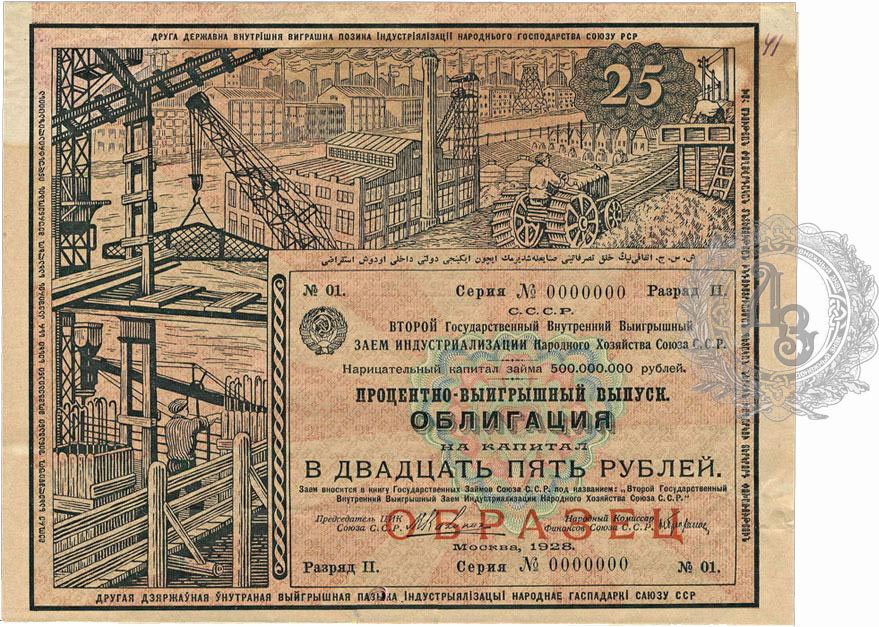 ДРУГА ДЕРЖАВНА ВНУТРІШНЯ ВИГРАШНА ПОЗИКА ІНДУСТРІЯЛІЗАЦІЇ НАРОДНЬОГО ГОСПОДАРСТВА СОЮЗУ РСР
41
25
№ 01. Серия № 0000000 Разряд II.
С.С.С.Р.
ВТОРОЙ Государственный Внутренний Выигрышный
ЗАЕМ ИНДУСТРИАЛИЗАЦИИ Народного Хозяйства Союза С.С.Р.
Нарицательный капитал займа 500.000.000 рублей.
ПРОЦЕНТНО-ВЫИГРЫШНЫЙ ВЫПУСК.
ОБЛИГАЦИЯ
НА КАПИТАЛ
В ДВАДЦАТЬ ПЯТЬ РУБЛЕЙ.
Заем вносится в книгу Государственных Займов Союза С.С.Р. под названием: „Второй Государственный
Внутренний Выигрышный Заем Индустриализации Народного Хозяйства Союза С.С.Р."
Председатель ЦИК Союза С.С.Р.
Народный Комиссар Финансов Союза С.С.Р.
ОБРАЗЕЦ
Москва, 1928.
Разряд II. Серия № 0000000 № 01.
ДРУГАЯ ДЗЯРЖАЎНАЯ ЎНУТРАНАЯ ВЫЙГРЫШНАЯ ПАЗЫКА ІНДУСТРЫЯЛІЗАЦЫІ НАРОДНАЕ ГАСПАДАРКІ САЮЗУ ССР
ДЗ